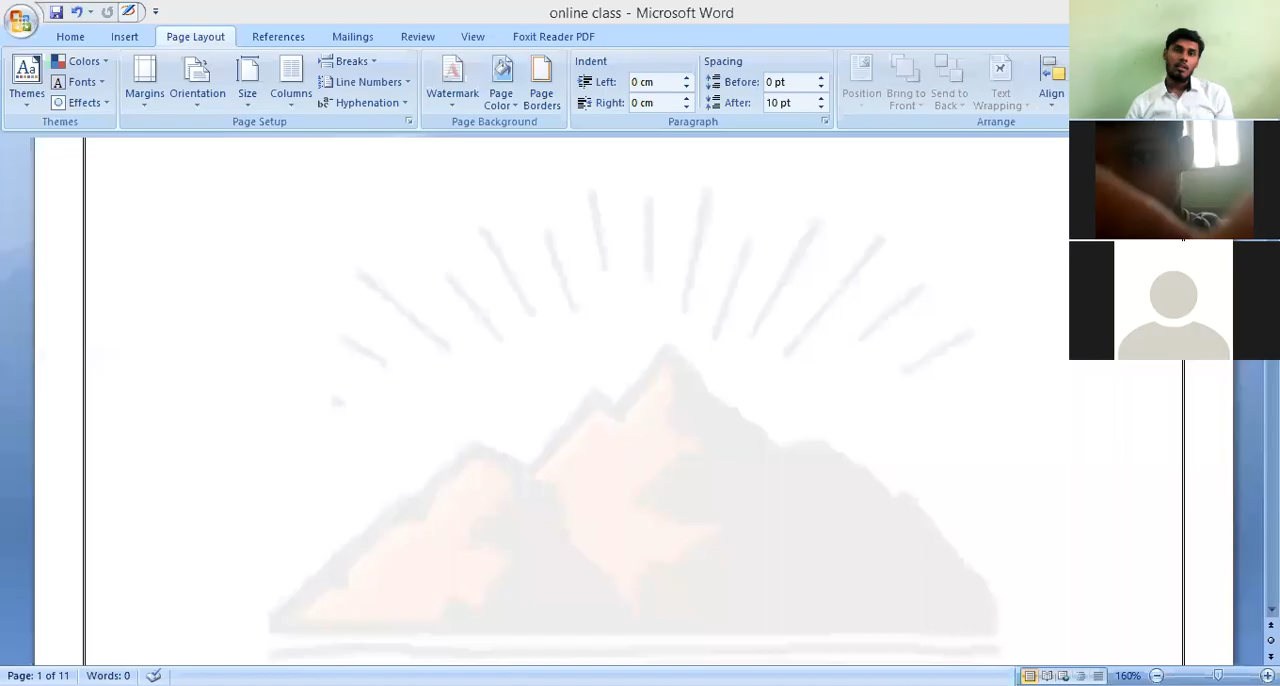 online class - Microsoft Word
Home Insert Page Layout References Mailings Review View Foxit Reader PDF
Themes
Colors
Fonts
Effects
Themes
Margins
Orientation
Size
Columns
Breaks
Line Numbers
Hyphenation
Page Setup
Watermark
Page
Color
Page
Borders
Page Background
Indent
Left: 0 cm
Right: 0 cm
Spacing
Before: 0 pt
After: 10 pt
Paragraph
Position
Bring to
Front
Send to
Back
Text
Wrapping
Align
Arrange
Page: 1 of 11 Words: 0 160%